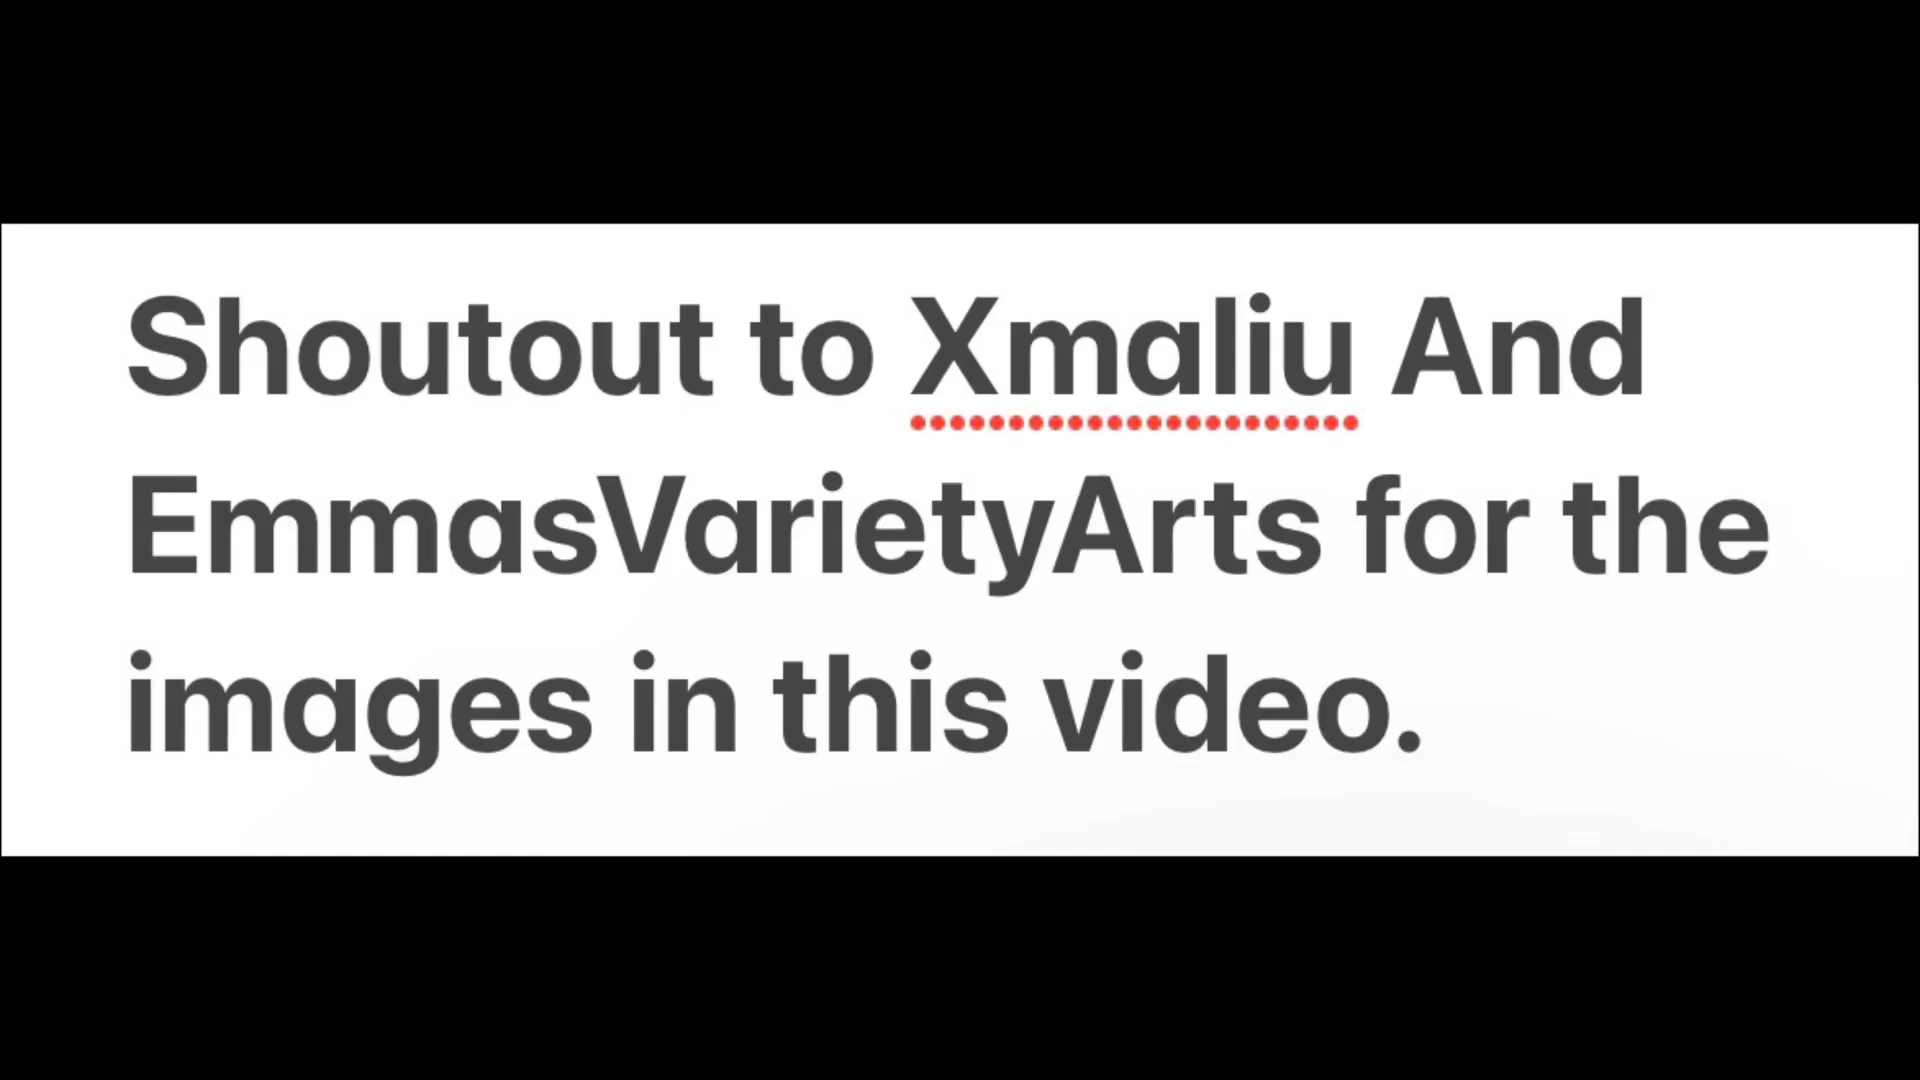 Shoutout to Xmaliu And
EmmasVarietyArts for the
images in this video.